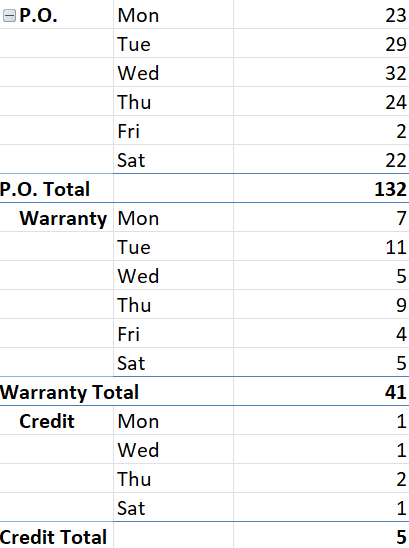 P.O. Mon 23
Tue 29
Wed 32
Thu 24
Fri 2
Sat 22
P.O. Total 132
Warranty Mon 7
Tue 11
Wed 5
Thu 9
Fri 4
Sat 5
Warranty Total 41
Credit Mon 1
Wed 1
Thu 2
Sat 1
Credit Total 5